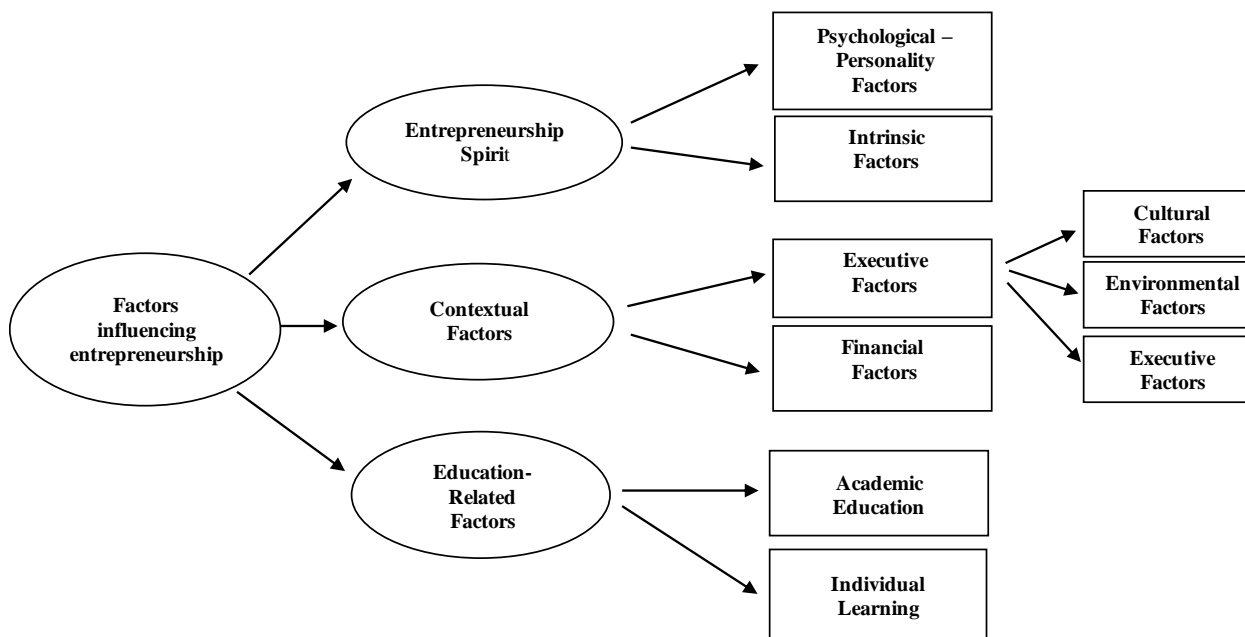 Psychological –
Personality
Factors
Entrepreneurship
Spirit
Intrinsic
Factors
Cultural
Factors
Executive
Factors
Environmental
Factors
Factors
influencing
entrepreneurship
Contextual
Factors
Financial
Factors
Executive
Factors
Education-
Related
Factors
Academic
Education
Individual
Learning